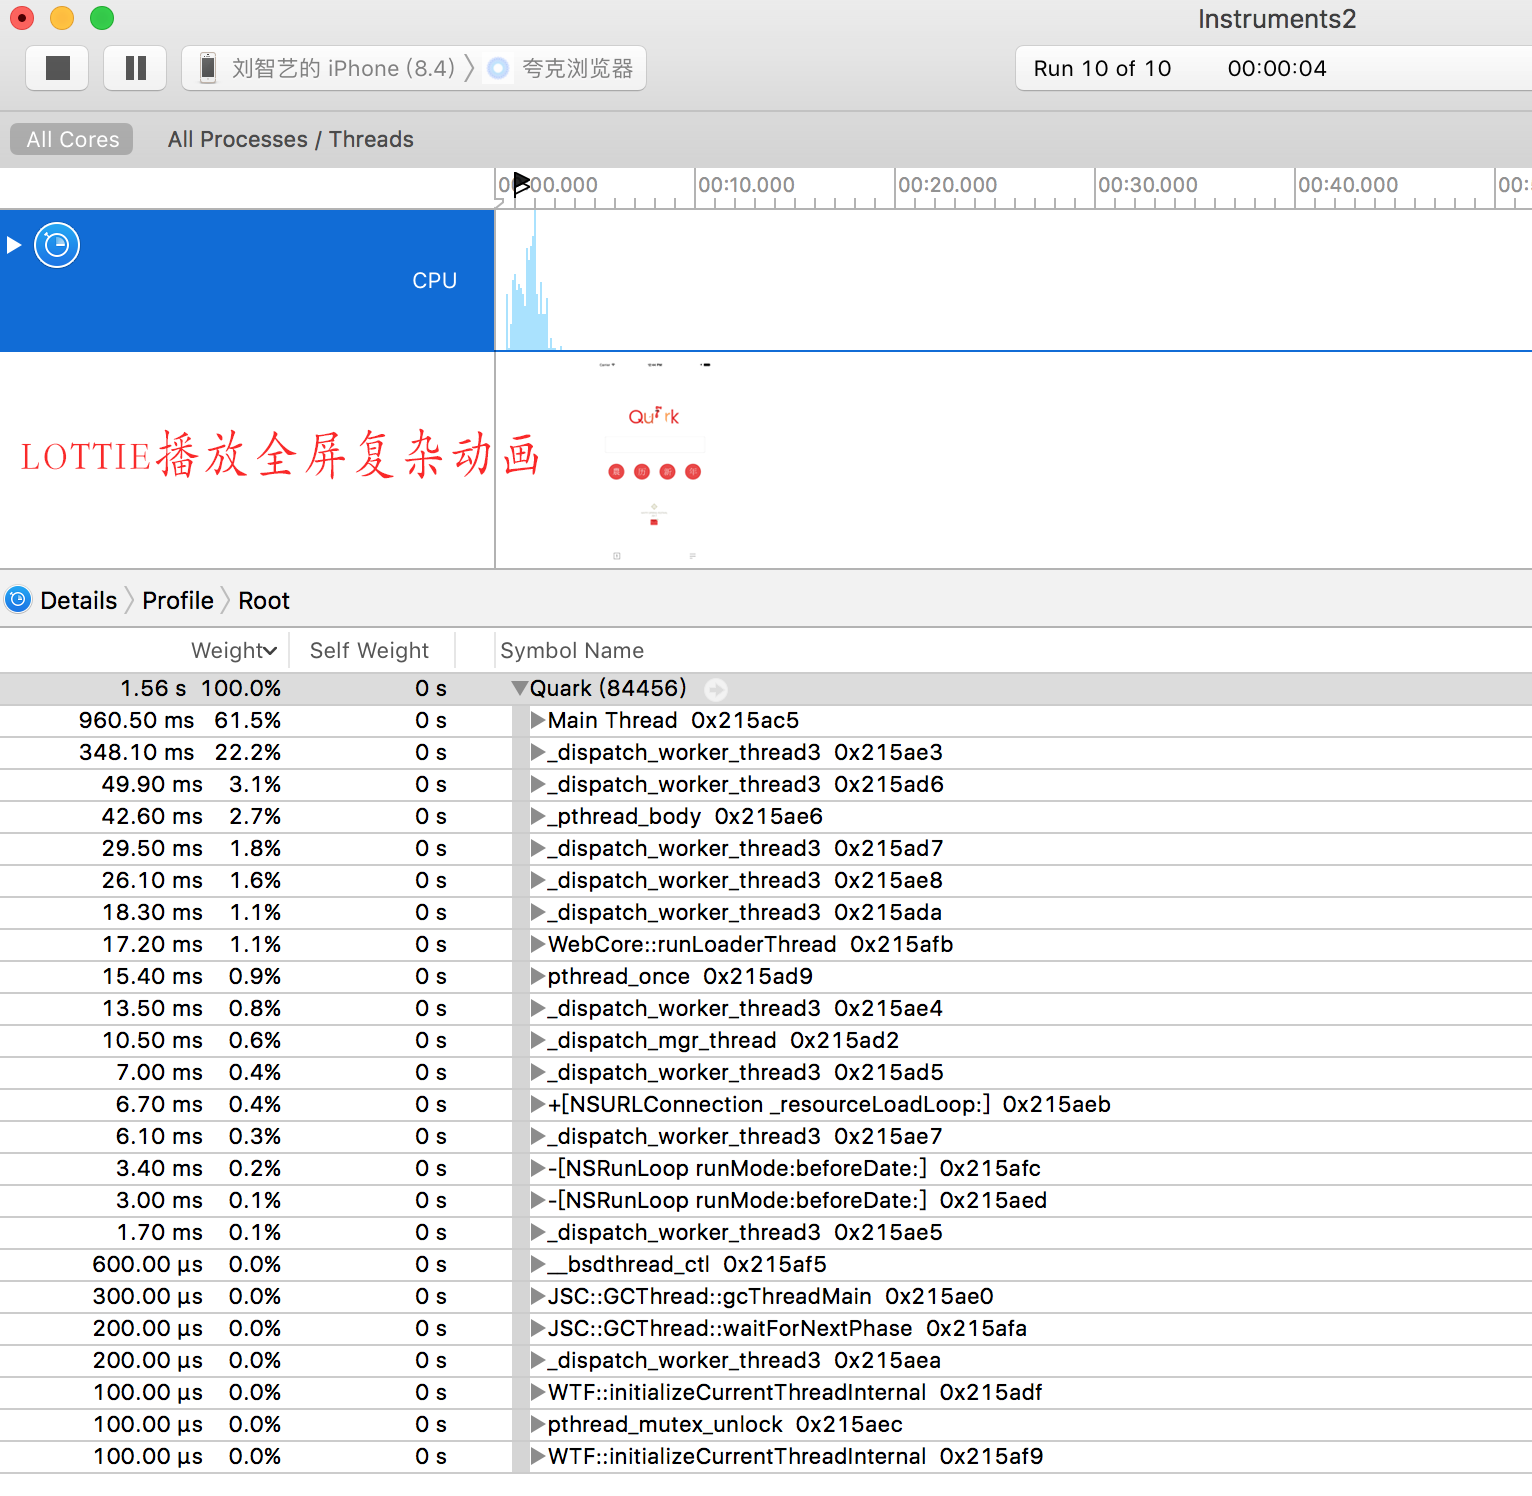 Instruments2
刘智艺的 iPhone (8.4) 〉 夸克浏览器
Run 10 of 10 00:00:04
All Cores All Processes / Threads
00:00.000 00:10.000 00:20.000 00:30.000 00:40.000
CPU
Quark
LOTTIE播放全屏复杂动画
Details 〉 Profile 〉 Root
Weight Self Weight Symbol Name
1.56 s 100.0% 0 s Quark (84456)
960.50 ms 61.5% 0 s Main Thread 0x215ac5
348.10 ms 22.2% 0 s _dispatch_worker_thread3 0x215ae3
49.90 ms 3.1% 0 s _dispatch_worker_thread3 0x215ad6
42.60 ms 2.7% 0 s _pthread_body 0x215ae6
29.50 ms 1.8% 0 s _dispatch_worker_thread3 0x215ad7
26.10 ms 1.6% 0 s _dispatch_worker_thread3 0x215ae8
18.30 ms 1.1% 0 s _dispatch_worker_thread3 0x215ada
17.20 ms 1.1% 0 s WebCore::runLoaderThread 0x215afb
15.40 ms 0.9% 0 s pthread_once 0x215ad9
13.50 ms 0.8% 0 s _dispatch_worker_thread3 0x215ae4
10.50 ms 0.6% 0 s _dispatch_mgr_thread 0x215ad2
7.00 ms 0.4% 0 s _dispatch_worker_thread3 0x215ad5
6.70 ms 0.4% 0 s +[NSURLConnection _resourceLoadLoop:] 0x215aeb
6.10 ms 0.3% 0 s _dispatch_worker_thread3 0x215ae7
3.40 ms 0.2% 0 s -[NSRunLoop runMode:beforeDate:] 0x215afc
3.00 ms 0.1% 0 s -[NSRunLoop runMode:beforeDate:] 0x215aed
1.70 ms 0.1% 0 s _dispatch_worker_thread3 0x215ae5
600.00 µs 0.0% 0 s __bsdthread_ctl 0x215af5
300.00 µs 0.0% 0 s JSC::GCThread::gcThreadMain 0x215ae0
200.00 µs 0.0% 0 s JSC::GCThread::waitForNextPhase 0x215afa
200.00 µs 0.0% 0 s _dispatch_worker_thread3 0x215aea
100.00 µs 0.0% 0 s WTF::initializeCurrentThreadInternal 0x215adf
100.00 µs 0.0% 0 s pthread_mutex_unlock 0x215aec
100.00 µs 0.0% 0 s WTF::initializeCurrentThreadInternal 0x215af9